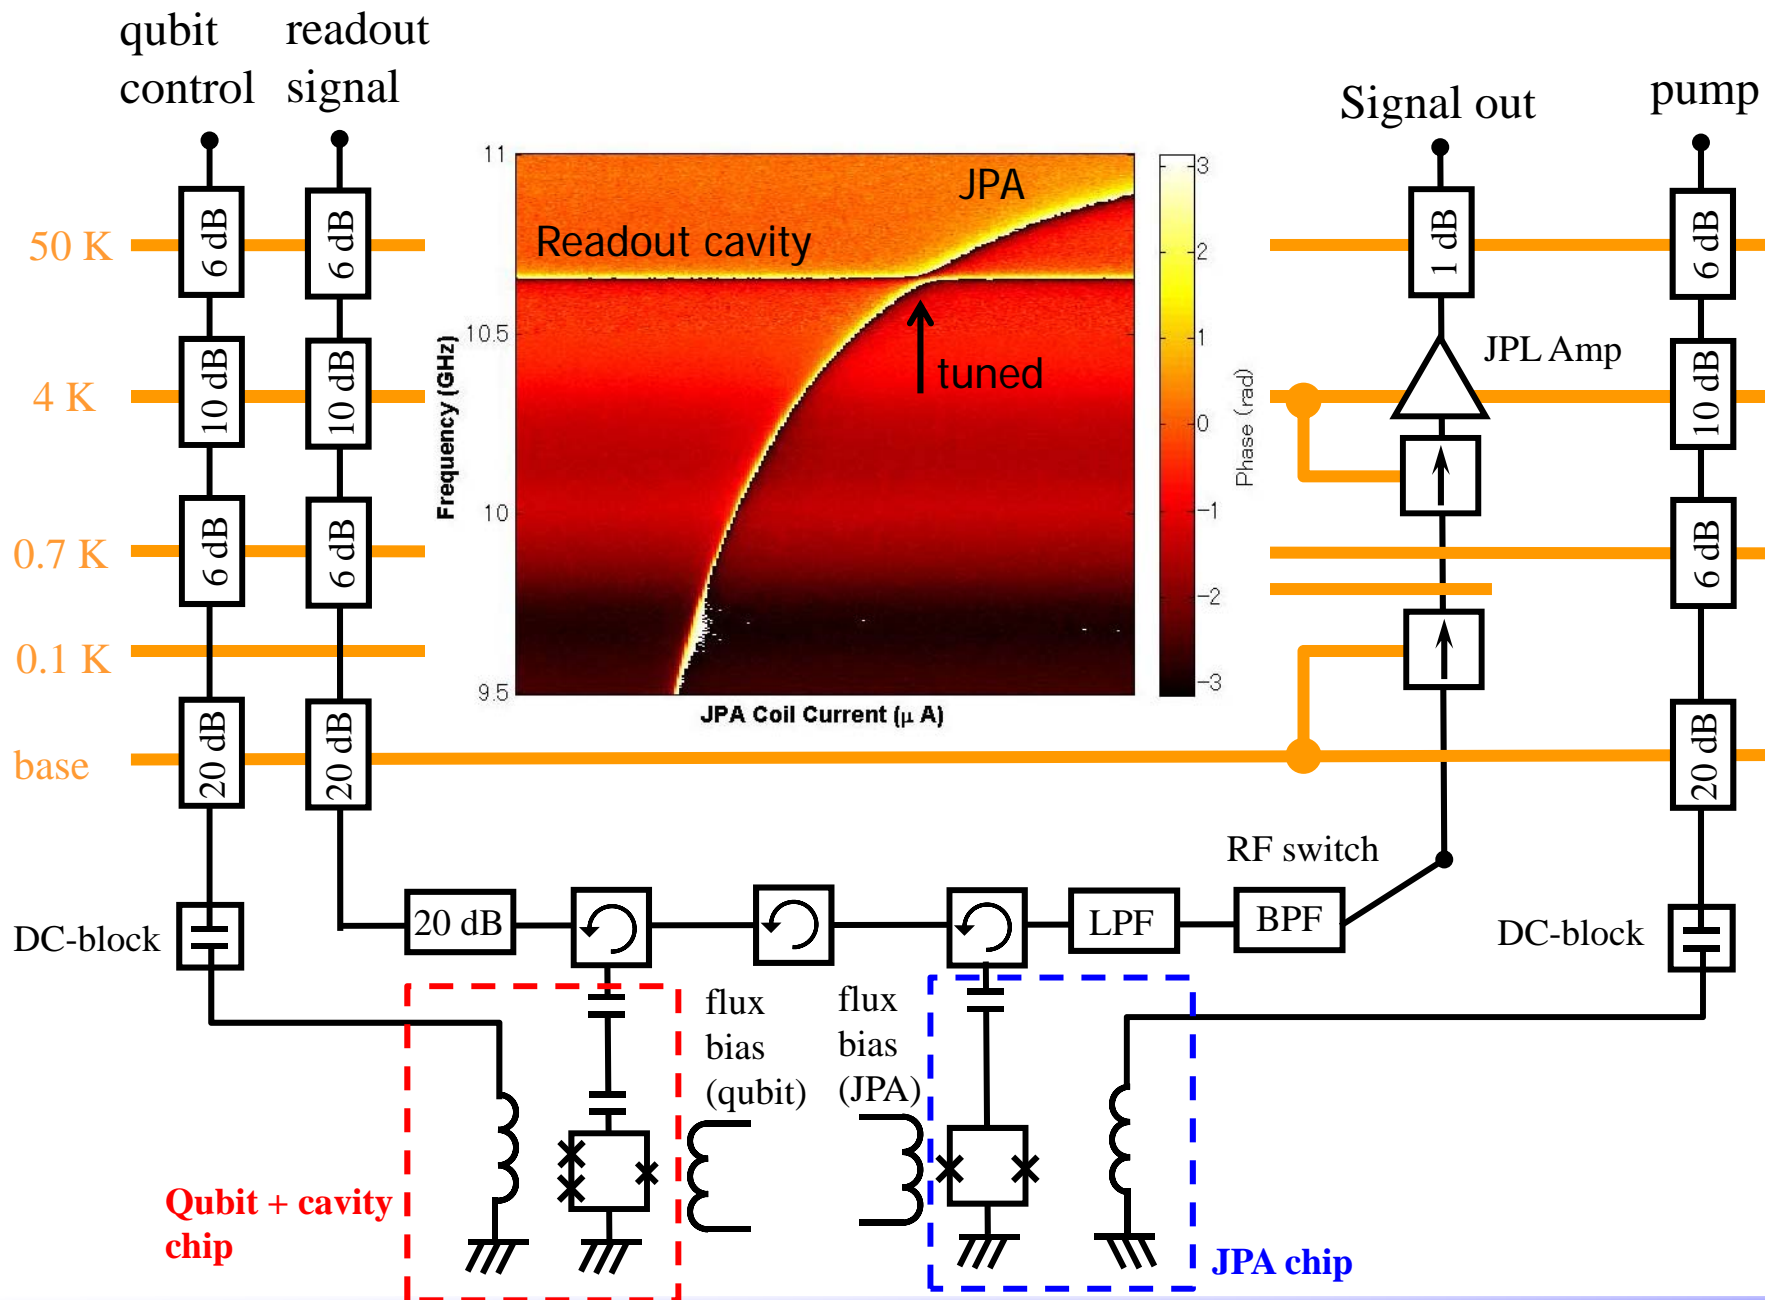 qubit
control
readout
signal
Signal out
pump
50 K
4 K
0.7 K
0.1 K
base
6 dB
10 dB
6 dB
20 dB
6 dB
10 dB
6 dB
20 dB
11
10.5
10
9.5
Frequency (GHz)
JPA Coil Current (μ A)
JPA
Readout cavity
tuned
3
2
1
0
−1
−2
−3
Phase (rad)
1 dB
JPL Amp
6 dB
10 dB
6 dB
20 dB
RF switch
DC-block
20 dB
LPF
BPF
DC-block
flux
bias
(qubit)
flux
bias
(JPA)
Qubit + cavity
chip
JPA chip